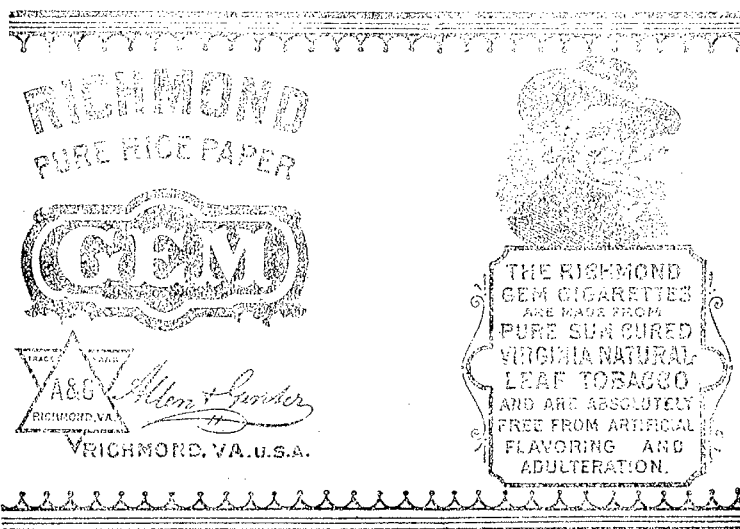 RICHMOND
PURE RICE PAPER
GEM
TRADE MARK
A&G
RICHMOND, VA.
Allen & Ginter
RICHMOND, VA. U.S.A.
THE RICHMOND
GEM CIGARETTES
ARE MADE FROM
PURE SUN CURED
VIRGINIA NATURAL
LEAF TOBACCO
AND ARE ABSOLUTELY
FREE FROM ARTIFICIAL
FLAVORING AND
ADULTERATION.